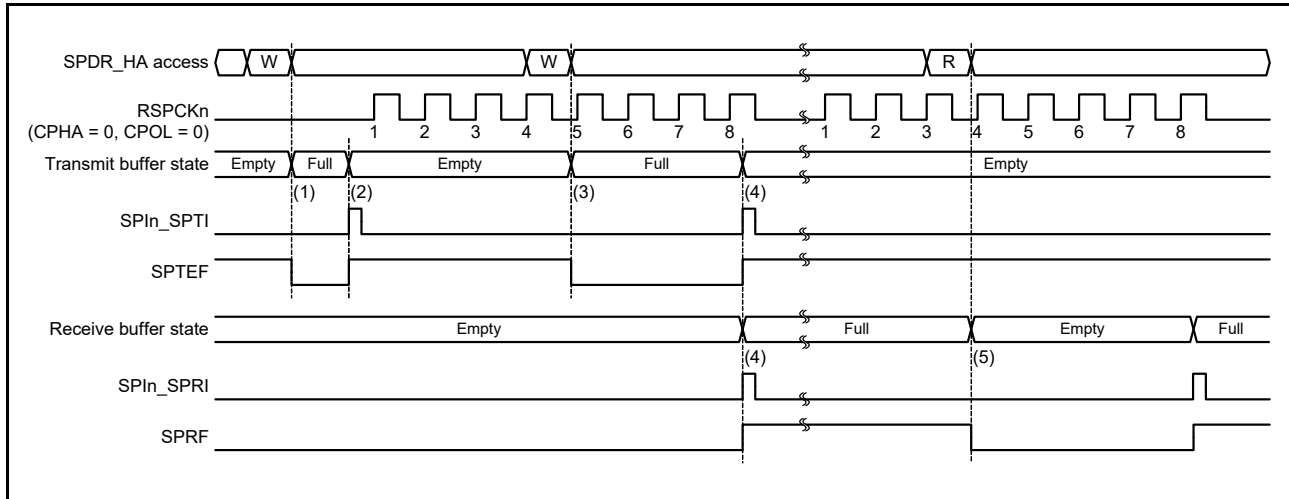 SPDR_HA access W W R
RSPCKn
(CPHA = 0, CPOL = 0)
1 2 3 4 5 6 7 8 1 2 3 4 5 6 7 8
Transmit buffer state Empty Full Empty Full Empty
(1) (2) (3) (4)
SPIn_SPTI
SPTEF
Receive buffer state Empty Full Empty Full
(4) (5)
SPIn_SPRI
SPRF